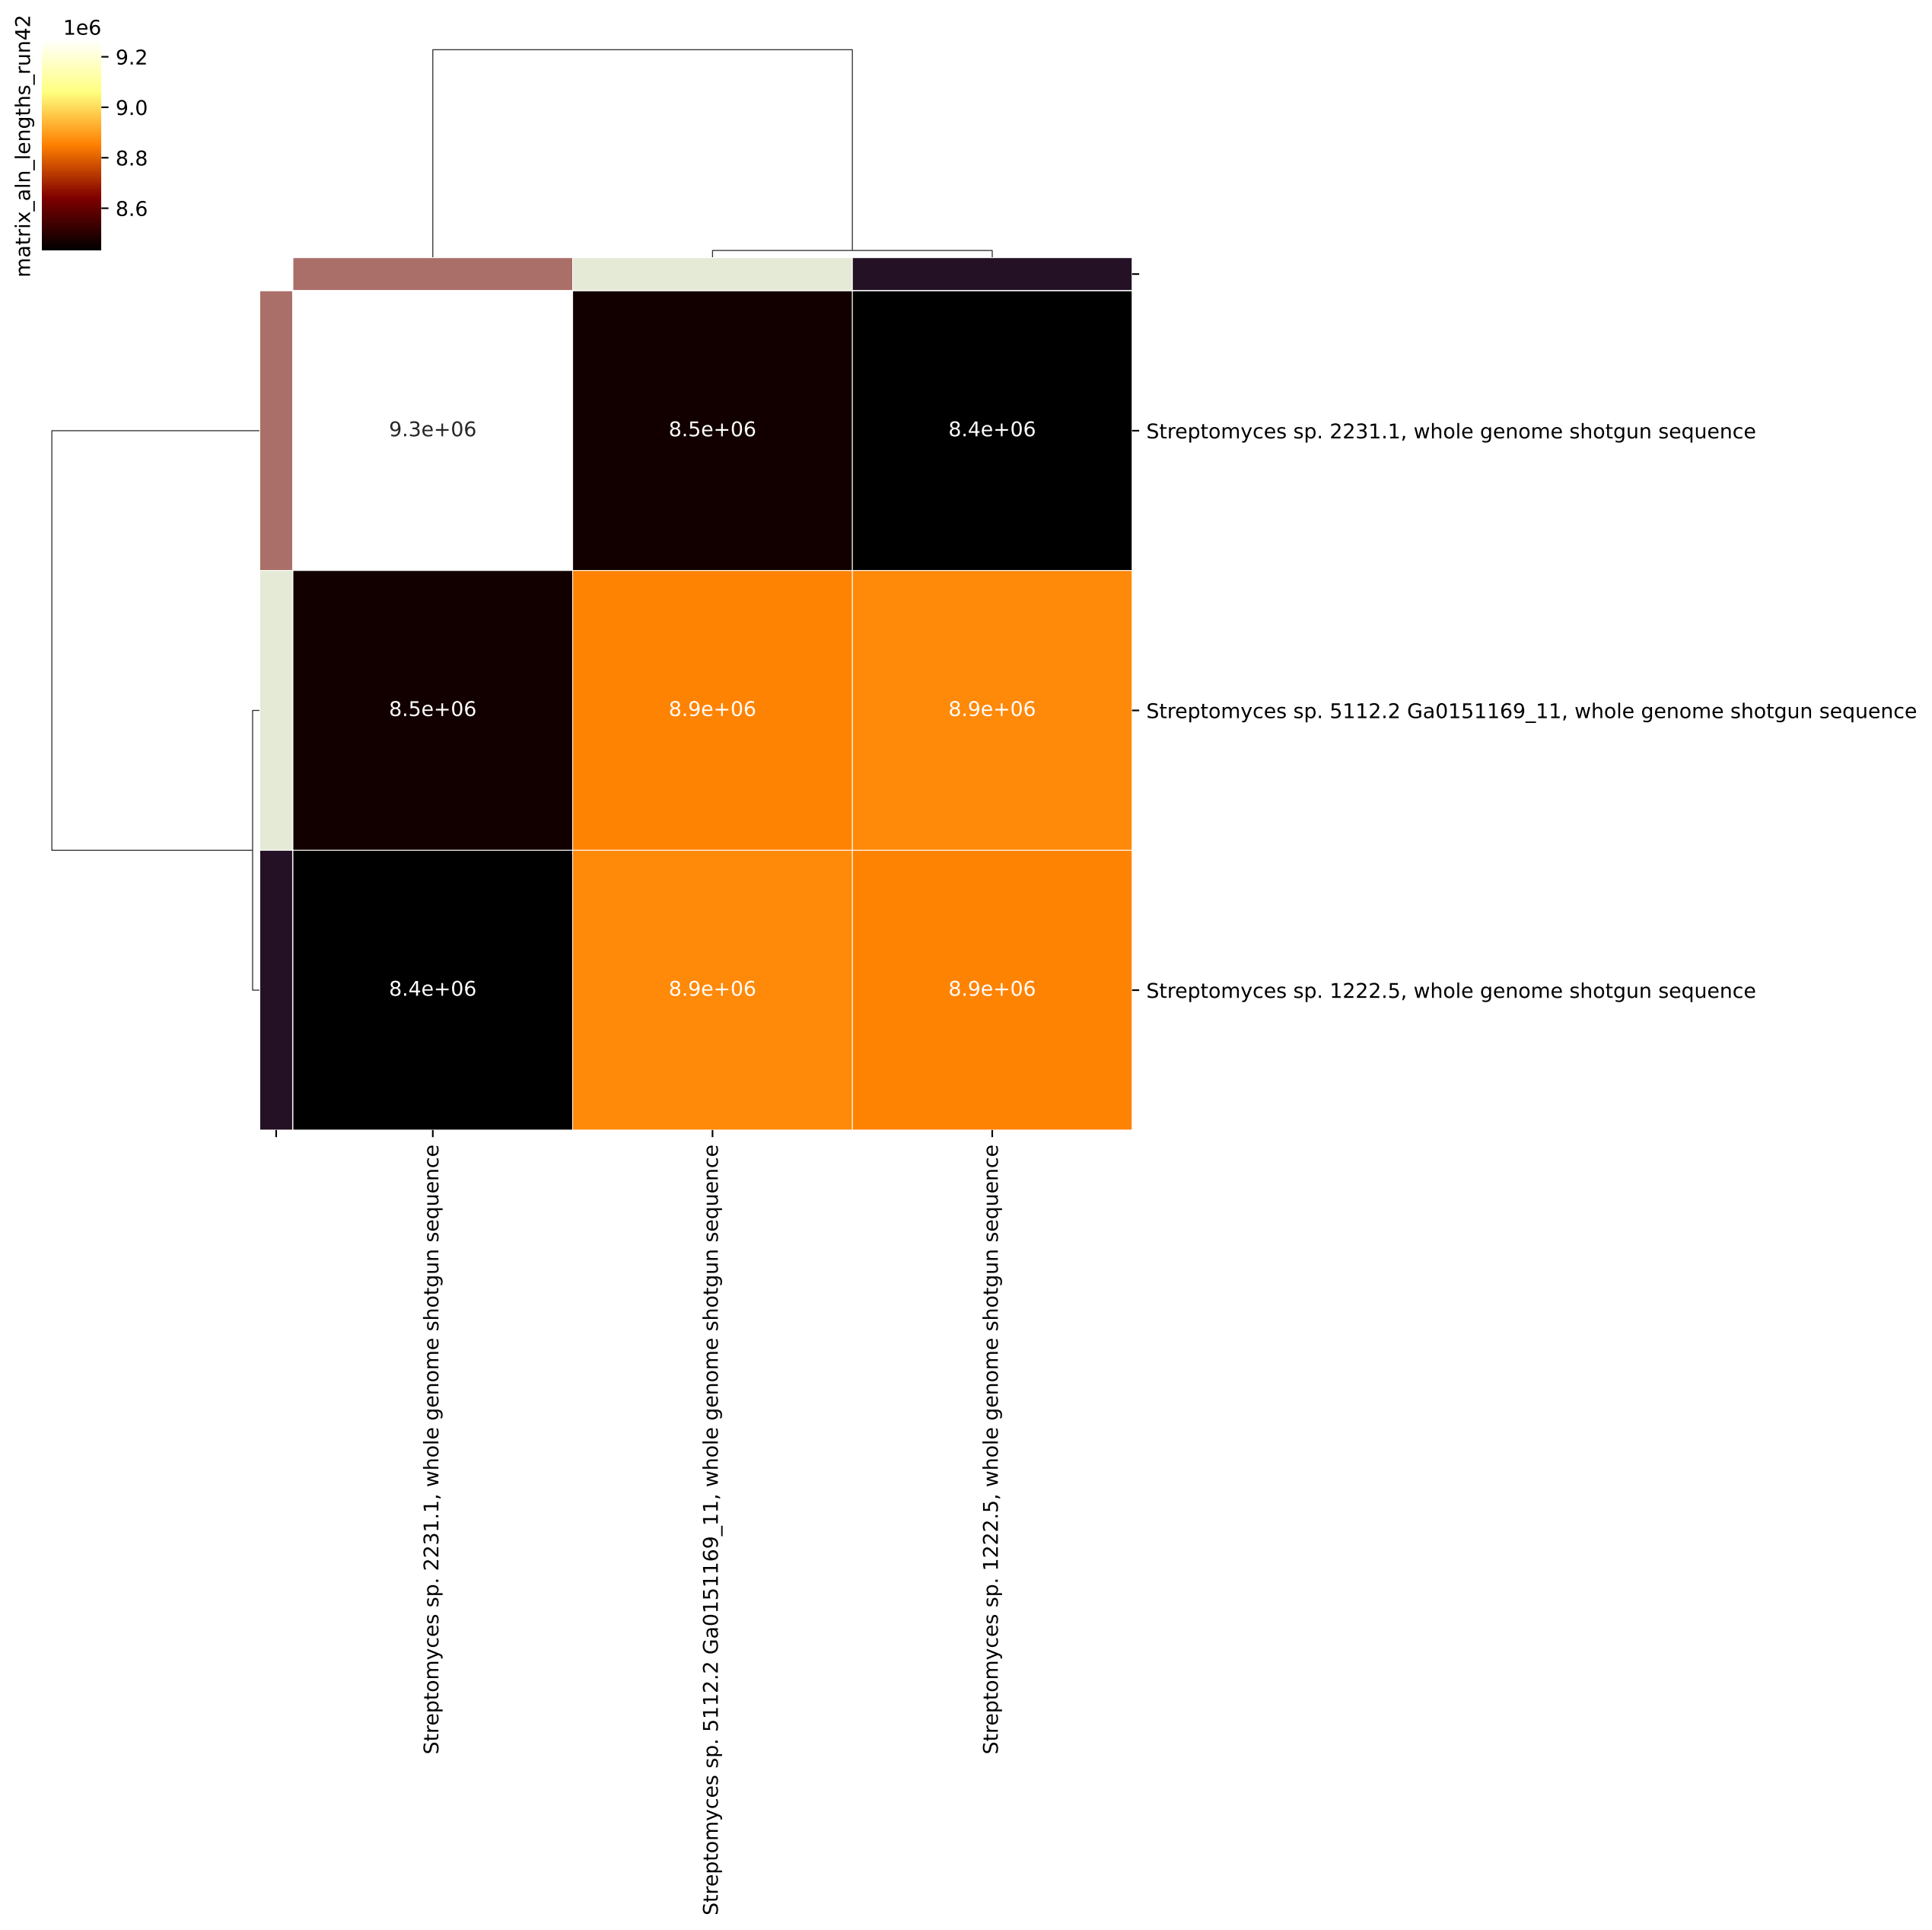 matrix_aln_lengths_run42
1e6
9.2
9.0
8.8
8.6
9.3e+06 8.5e+06 8.4e+06
Streptomyces sp. 2231.1, whole genome shotgun sequence
8.5e+06 8.9e+06 8.9e+06
Streptomyces sp. 5112.2 Ga0151169_11, whole genome shotgun sequence
8.4e+06 8.9e+06 8.9e+06
Streptomyces sp. 1222.5, whole genome shotgun sequence
Streptomyces sp. 2231.1, whole genome shotgun sequence
Streptomyces sp. 5112.2 Ga0151169_11, whole genome shotgun sequence
Streptomyces sp. 1222.5, whole genome shotgun sequence